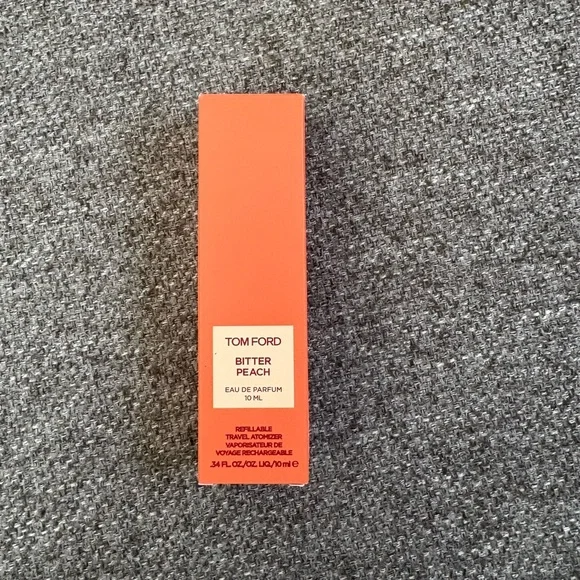 TOM FORD
BITTER
PEACH
EAU DE PARFUM
10 ML
REFILLABLE
TRAVEL ATOMIZER
VAPORISATEUR DE
VOYAGE RECHARGEABLE
.34 FL.OZ./OZ. LIQ./10 ml ℮